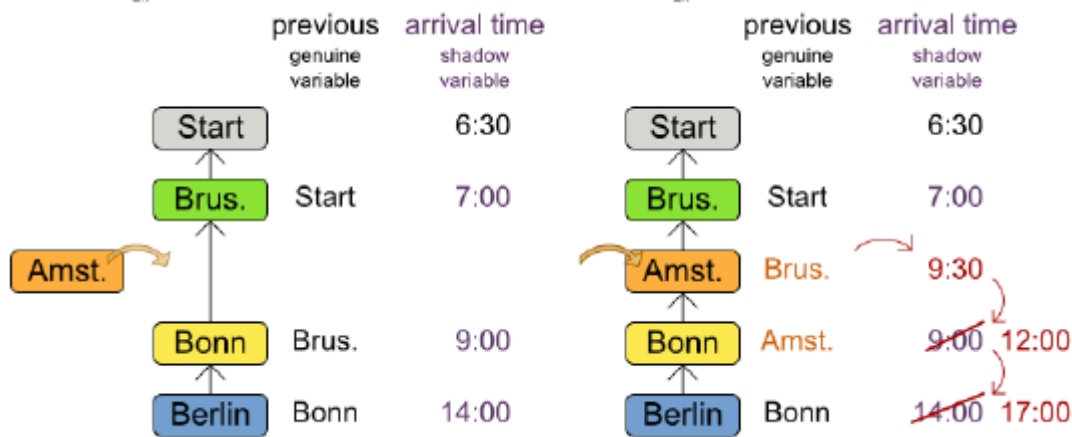 previous arrival time previous arrival time
genuine shadow genuine shadow
variable variable variable variable
Start 6:30 Start 6:30
Brus. Start 7:00 Brus. Start 7:00
Amst. Amst. Brus. 9:30
Bonn Brus. 9:00 Bonn Amst. 9:00 12:00
Berlin Bonn 14:00 Berlin Bonn 14:00 17:00